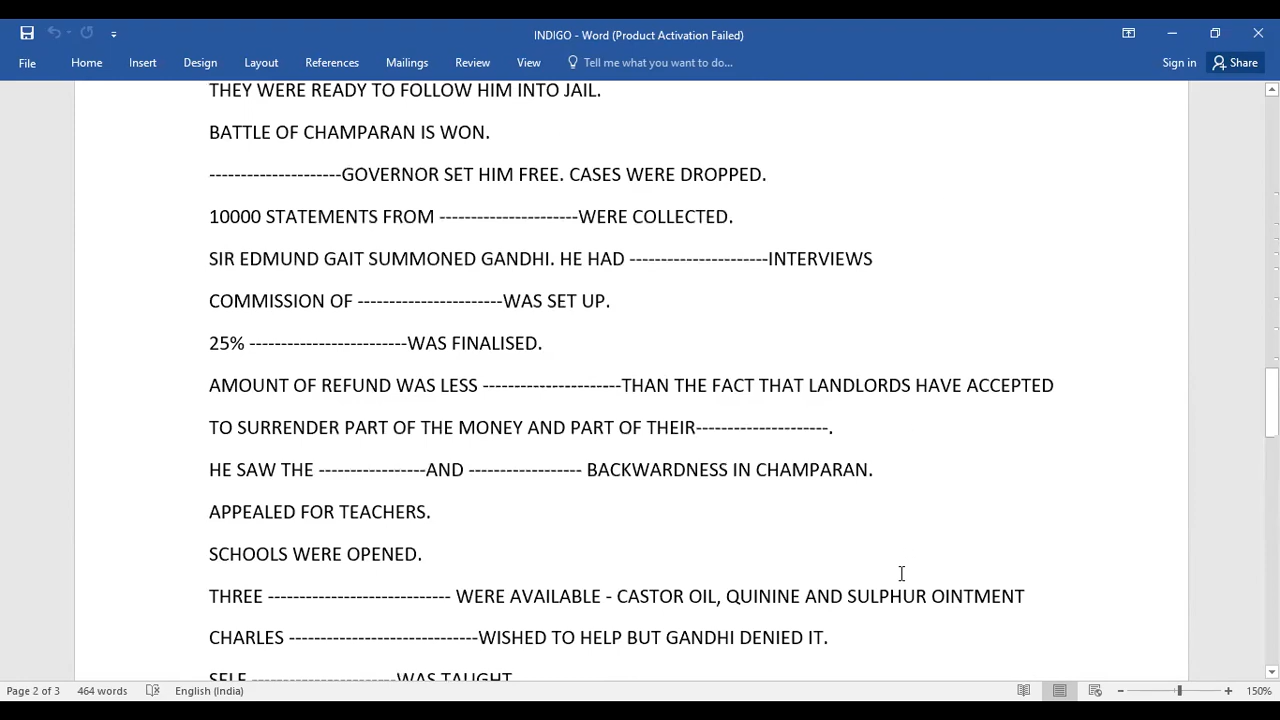 INDIGO - Word (Product Activation Failed)
File Home Insert Design Layout References Mailings Review View Tell me what you want to do... Sign in Share
THEY WERE READY TO FOLLOW HIM INTO JAIL.
BATTLE OF CHAMPARAN IS WON.
---------------------GOVERNOR SET HIM FREE. CASES WERE DROPPED.
10000 STATEMENTS FROM ----------------------WERE COLLECTED.
SIR EDMUND GAIT SUMMONED GANDHI. HE HAD ----------------------INTERVIEWS
COMMISSION OF -----------------------WAS SET UP.
25% -------------------------WAS FINALISED.
AMOUNT OF REFUND WAS LESS ----------------------THAN THE FACT THAT LANDLORDS HAVE ACCEPTED
TO SURRENDER PART OF THE MONEY AND PART OF THEIR---------------------.
HE SAW THE -----------------AND ------------------ BACKWARDNESS IN CHAMPARAN.
APPEALED FOR TEACHERS.
SCHOOLS WERE OPENED.
THREE ----------------------------- WERE AVAILABLE - CASTOR OIL, QUININE AND SULPHUR OINTMENT
CHARLES ------------------------------WISHED TO HELP BUT GANDHI DENIED IT.
SELF -----------------------WAS TAUGHT
Page 2 of 3 464 words English (India) 150%